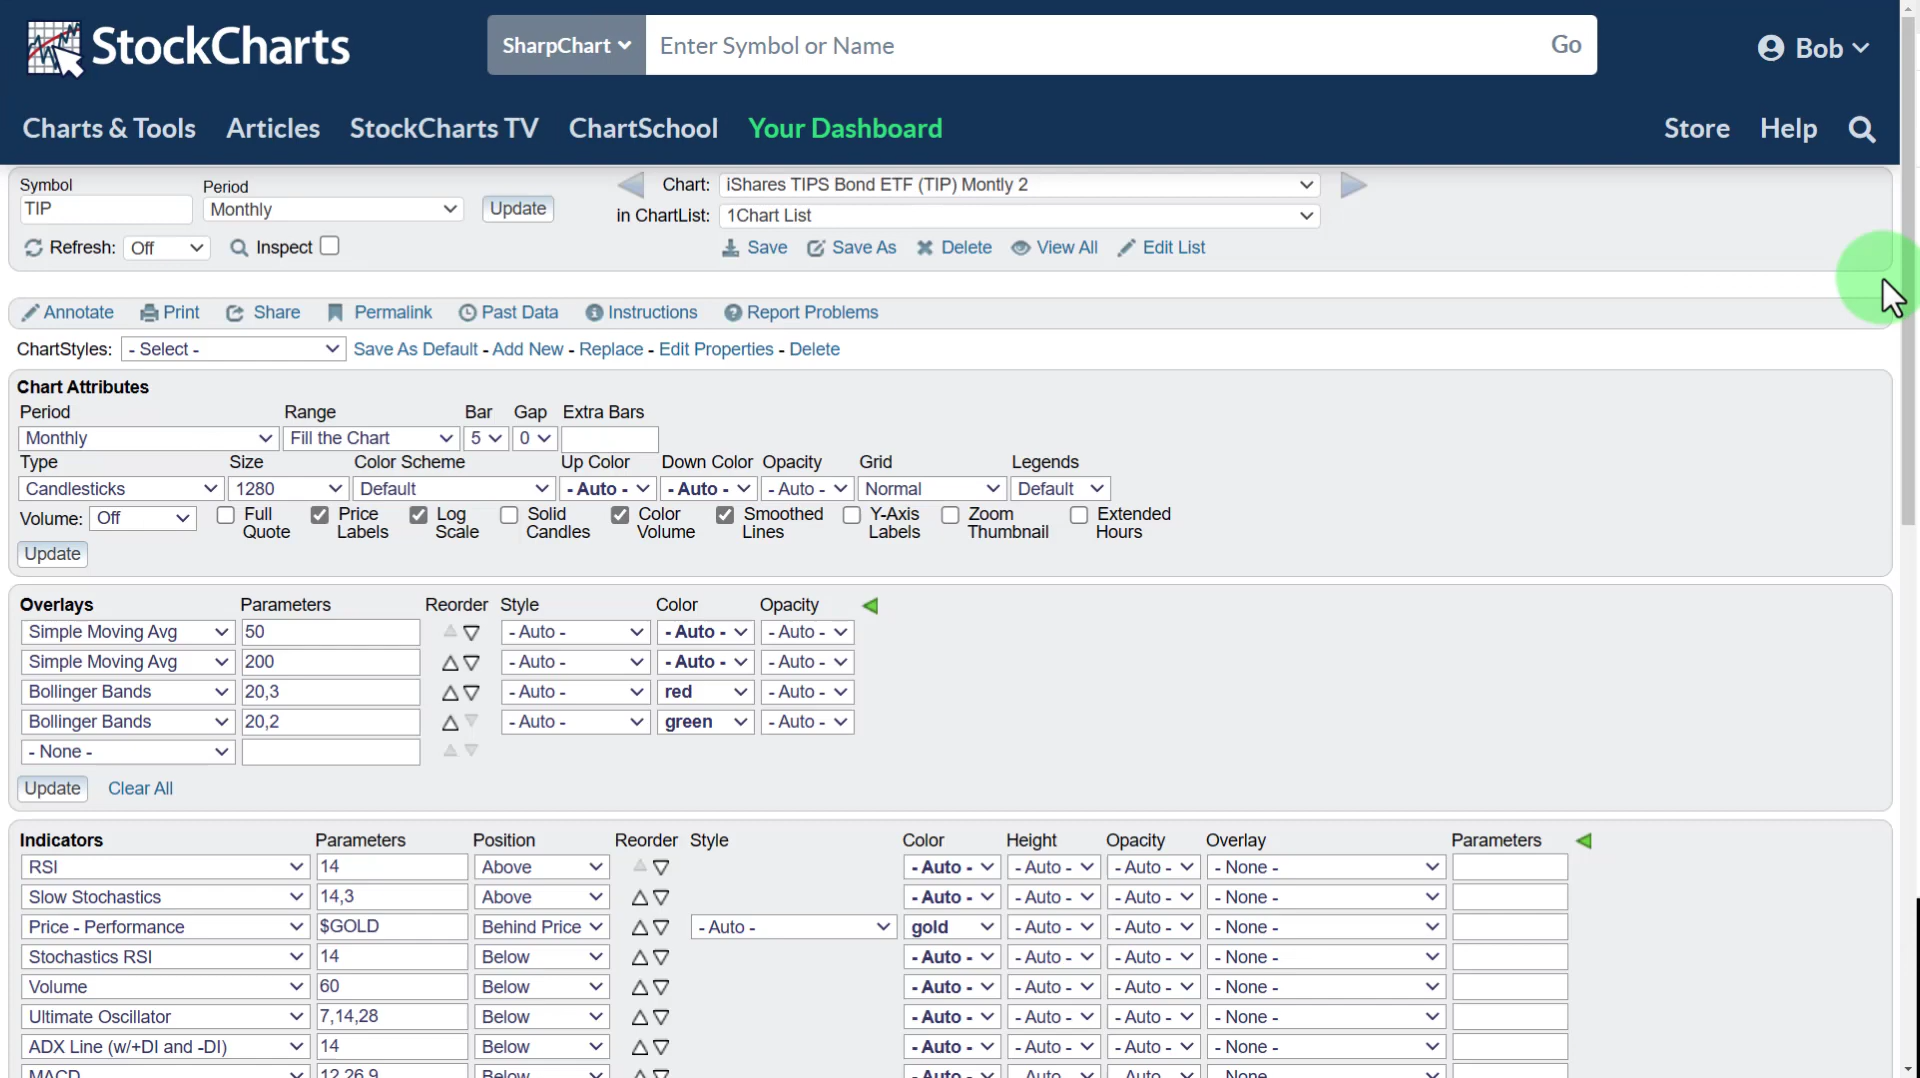 StockCharts
SharpChart
Enter Symbol or Name
Go
Bob
Charts & Tools
Articles
StockCharts TV
ChartSchool
Your Dashboard
Store
Help
Symbol
Period
Chart: iShares TIPS Bond ETF (TIP) Montly 2
TIP
Monthly
Update
in ChartList: 1Chart List
Refresh: Off
Inspect
Save
Save As
Delete
View All
Edit List
Annotate
Print
Share
Permalink
Past Data
Instructions
Report Problems
ChartStyles: - Select - Save As Default - Add New - Replace - Edit Properties - Delete
Chart Attributes
Period Range Bar Gap Extra Bars
Monthly Fill the Chart 5 0
Type Size Color Scheme Up Color Down Color Opacity Grid Legends
Candlesticks 1280 Default - Auto - - Auto - - Auto - Normal Default
Volume: Off
Full Quote
Price Labels
Log Scale
Solid Candles
Color Volume
Smoothed Lines
Y-Axis Labels
Zoom Thumbnail
Extended Hours
Update
Overlays Parameters Reorder Style Color Opacity
Simple Moving Avg 50 - Auto - - Auto - - Auto -
Simple Moving Avg 200 - Auto - - Auto - - Auto -
Bollinger Bands 20,3 - Auto - red - Auto -
Bollinger Bands 20,2 - Auto - green - Auto -
- None -
Update Clear All
Indicators Parameters Position Reorder Style Color Height Opacity Overlay Parameters
RSI 14 Above - Auto - - Auto - - Auto - - None -
Slow Stochastics 14,3 Above - Auto - - Auto - - Auto - - None -
Price - Performance $GOLD Behind Price - Auto - gold - Auto - - Auto - - None -
Stochastics RSI 14 Below - Auto - - Auto - - Auto - - None -
Volume 60 Below - Auto - - Auto - - Auto - - None -
Ultimate Oscillator 7,14,28 Below - Auto - - Auto - - Auto - - None -
ADX Line (w/+DI and -DI) 14 Below - Auto - - Auto - - Auto - - None -
MACD 12,26,9 Below - Auto - - Auto - - Auto - - None -